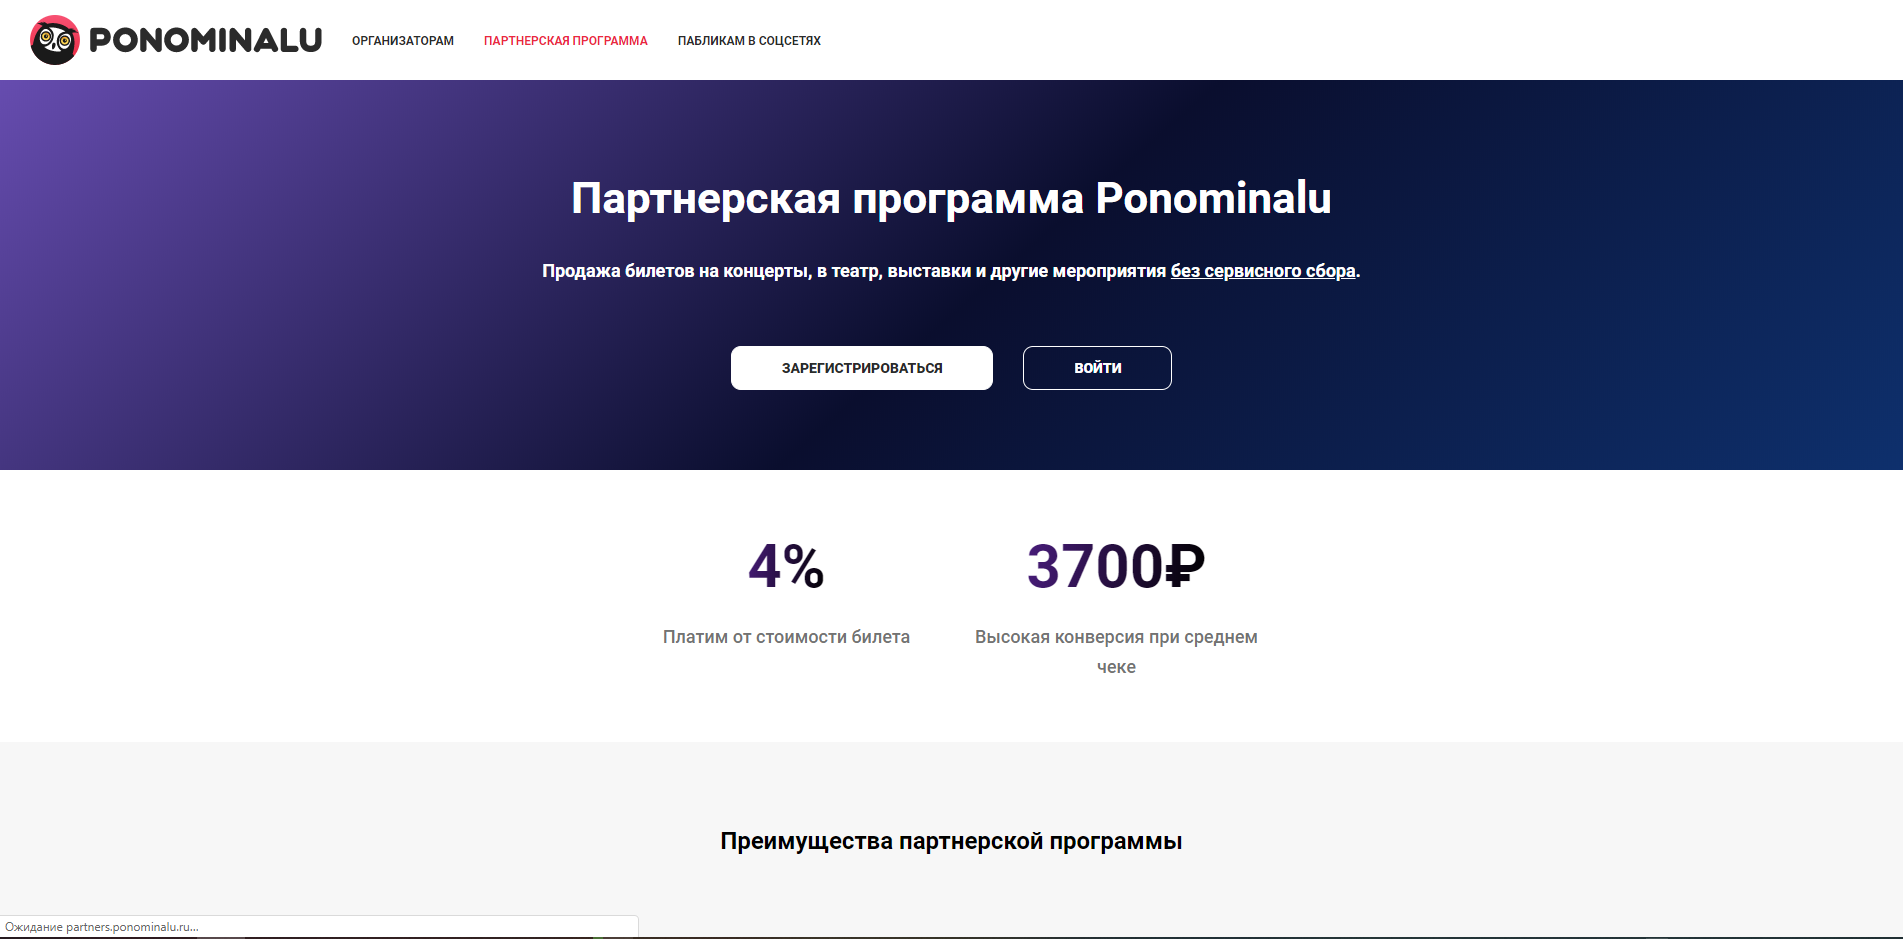 PONOMINALU
ОРГАНИЗАТОРАМ
ПАРТНЕРСКАЯ ПРОГРАММА
ПАБЛИКАМ В СОЦСЕТЯХ
Партнерская программа Ponominalu
Продажа билетов на концерты, в театр, выставки и другие мероприятия без сервисного сбора.
ЗАРЕГИСТРИРОВАТЬСЯ
ВОЙТИ
4%
Платим от стоимости билета
3700₽
Высокая конверсия при среднем
чеке
Преимущества партнерской программы
Ожидание partners.ponominalu.ru...